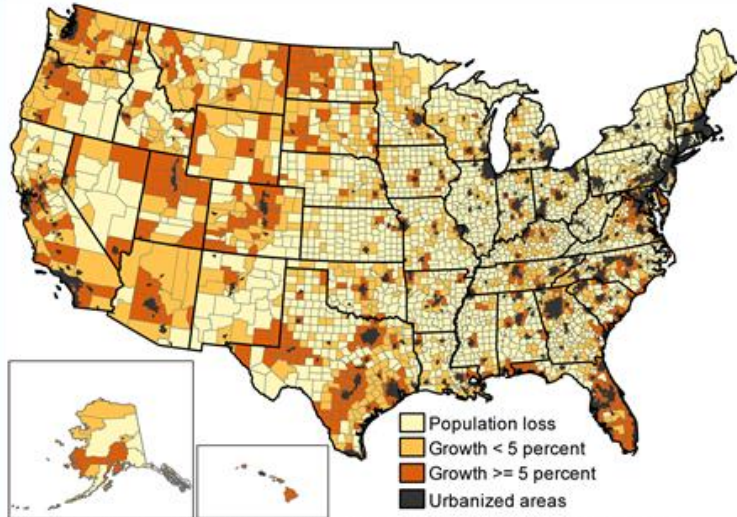 Population loss
Growth < 5 percent
Growth >= 5 percent
Urbanized areas